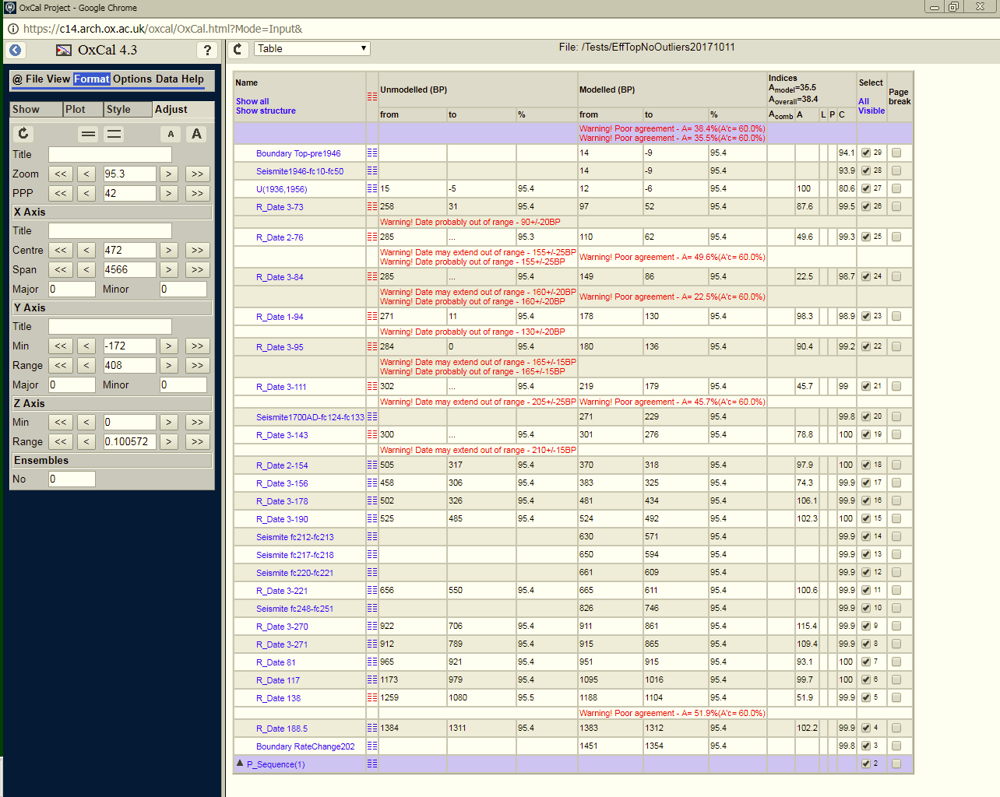 OxCal Project - Google Chrome
https://c14.arch.ox.ac.uk/oxcal/OxCal.html?Mode=Input&
OxCal 4.3 ?
@ File View Format Options Data Help
Show Plot Style Adjust
A A
Title
Zoom << < 95.3 > >>
PPP << < 42 > >>
X Axis
Title
Centre << < 472 > >>
Span << < 4566 > >>
Major 0 Minor 0
Y Axis
Title
Min << < -172 > >>
Range << < 408 > >>
Major 0 Minor 0
Z Axis
Min << < 0 > >>
Range << < 0.100572 > >>
Ensembles
No 0
Table
File: /Tests/EffTopNoOutliers20171011
Name Unmodelled (BP) Modelled (BP) Indices Select Page break
Show all Amodel=35.5 All
Show structure Aoverall=38.4 Visible
from to % from to % Acomb A L P C
Warning! Poor agreement - A= 38.4%(A'c= 60.0%)
Warning! Poor agreement - A= 35.5%(A'c= 60.0%)
Boundary Top-pre1946 14 -9 95.4 94.1 29
Seismite1946-fc10-fc50 14 -9 95.4 93.9 28
U(1936,1956) 15 -5 95.4 12 -6 95.4 100 80.6 27
R_Date 3-73 258 31 95.4 97 52 95.4 87.6 99.5 26
Warning! Date probably out of range - 90+/-20BP
R_Date 2-76 285 ... 95.3 110 62 95.4 49.6 99.3 25
Warning! Date may extend out of range - 155+/-25BP
Warning! Date probably out of range - 155+/-25BP
Warning! Poor agreement - A= 49.6%(A'c= 60.0%)
R_Date 3-84 285 ... 95.4 149 86 95.4 22.5 98.7 24
Warning! Date may extend out of range - 160+/-20BP
Warning! Date probably out of range - 160+/-20BP
Warning! Poor agreement - A= 22.5%(A'c= 60.0%)
R_Date 1-94 271 11 95.4 178 130 95.4 98.3 98.9 23
Warning! Date probably out of range - 130+/-20BP
R_Date 3-95 284 0 95.4 180 136 95.4 90.4 99.2 22
Warning! Date may extend out of range - 165+/-15BP
Warning! Date probably out of range - 165+/-15BP
R_Date 3-111 302 ... 95.4 219 179 95.4 45.7 99 21
Warning! Date may extend out of range - 205+/-25BP Warning! Poor agreement - A= 45.7%(A'c= 60.0%)
Seismite1700AD-fc124-fc133 271 229 95.4 99.8 20
R_Date 3-143 300 ... 95.4 301 276 95.4 78.8 100 19
Warning! Date may extend out of range - 210+/-15BP
R_Date 2-154 505 317 95.4 370 318 95.4 97.9 100 18
R_Date 3-156 458 306 95.4 383 325 95.4 74.3 99.9 17
R_Date 3-178 502 326 95.4 481 434 95.4 106.1 99.9 16
R_Date 3-190 525 485 95.4 524 492 95.4 102.3 100 15
Seismite fc212-fc213 630 571 95.4 99.9 14
Seismite fc217-fc218 650 594 95.4 99.9 13
Seismite fc220-fc221 661 609 95.4 99.9 12
R_Date 3-221 656 550 95.4 665 611 95.4 100.6 99.9 11
Seismite fc248-fc251 826 746 95.4 99.9 10
R_Date 3-270 922 706 95.4 911 861 95.4 115.4 99.9 9
R_Date 3-271 912 789 95.4 915 865 95.4 109.4 99.9 8
R_Date 81 965 921 95.4 951 915 95.4 93.1 100 7
R_Date 117 1173 979 95.4 1095 1016 95.4 99.7 100 6
R_Date 138 1259 1080 95.5 1188 1104 95.4 51.9 99.9 5
Warning! Poor agreement - A= 51.9%(A'c= 60.0%)
R_Date 188.5 1384 1311 95.4 1383 1312 95.4 102.2 99.9 4
Boundary RateChange202 1451 1354 95.4 99.8 3
P_Sequence(1) 2